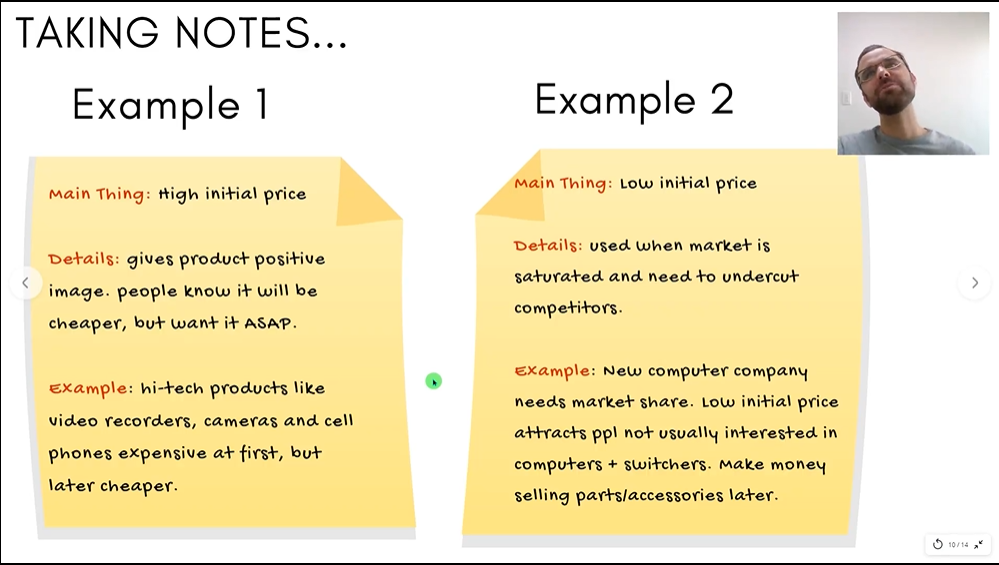 TAKING NOTES...
Example 1
Main Thing: High initial price
Details: gives product positive
image. people know it will be
cheaper, but want it ASAP.
Example: hi-tech products like
video recorders, cameras and cell
phones expensive at first, but
later cheaper.
Example 2
Main Thing: Low initial price
Details: used when market is
saturated and need to undercut
competitors.
Example: New computer company
needs market share. Low initial price
attracts ppl not usually interested in
computers + switchers. Make money
selling parts/accessories later.
10/14